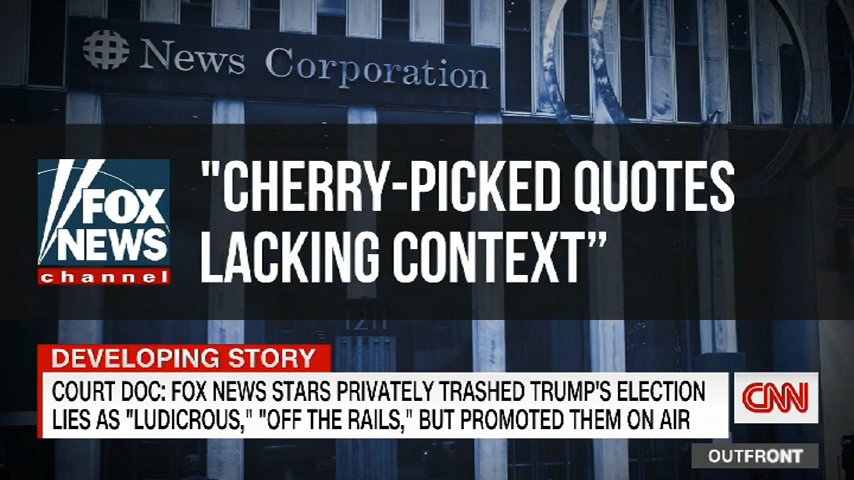 News Corporation
FOX
NEWS
channel
"CHERRY-PICKED QUOTES
LACKING CONTEXT”
1211
DEVELOPING STORY
COURT DOC: FOX NEWS STARS PRIVATELY TRASHED TRUMP'S ELECTION
LIES AS "LUDICROUS," "OFF THE RAILS," BUT PROMOTED THEM ON AIR
CNN
OUTFRONT